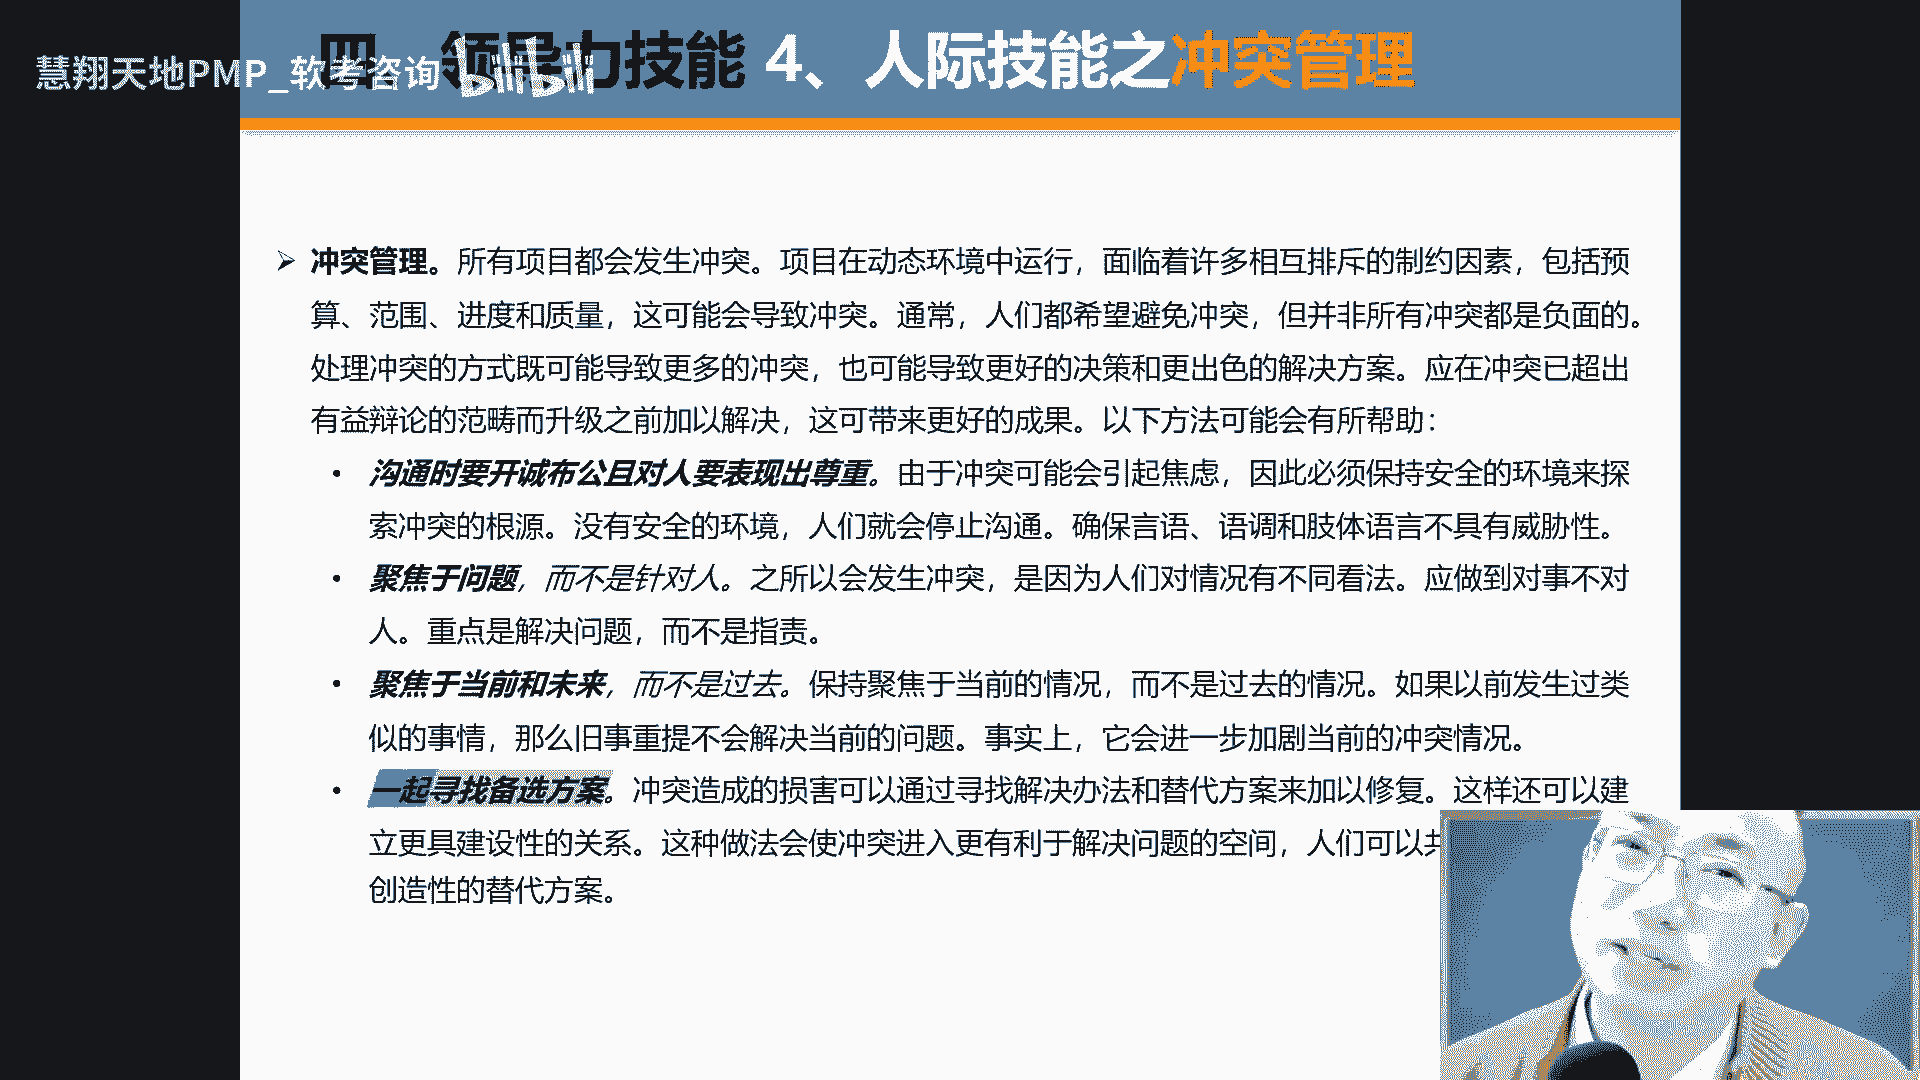 慧翔天地PMP_软考咨询 bilibili
四 领导力技能 4、人际技能之冲突管理
➢ 冲突管理。所有项目都会发生冲突。项目在动态环境中运行，面临着许多相互排斥的制约因素，包括预
算、范围、进度和质量，这可能会导致冲突。通常，人们都希望避免冲突，但并非所有冲突都是负面的。
处理冲突的方式既可能导致更多的冲突，也可能导致更好的决策和更出色的解决方案。应在冲突已超出
有益辩论的范畴而升级之前加以解决，这可带来更好的成果。以下方法可能会有所帮助：
• 沟通时要开诚布公且对人要表现出尊重。由于冲突可能会引起焦虑，因此必须保持安全的环境来探
索冲突的根源。没有安全的环境，人们就会停止沟通。确保言语、语调和肢体语言不具有威胁性。
• 聚焦于问题，而不是针对人。之所以会发生冲突，是因为人们对情况有不同看法。应做到对事不对
人。重点是解决问题，而不是指责。
• 聚焦于当前和未来，而不是过去。保持聚焦于当前的情况，而不是过去的情况。如果以前发生过类
似的事情，那么旧事重提不会解决当前的问题。事实上，它会进一步加剧当前的冲突情况。
• 一起寻找备选方案。冲突造成的损害可以通过寻找解决办法和替代方案来加以修复。这样还可以建
立更具建设性的关系。这种做法会使冲突进入更有利于解决问题的空间，人们可以共
创造性的替代方案。